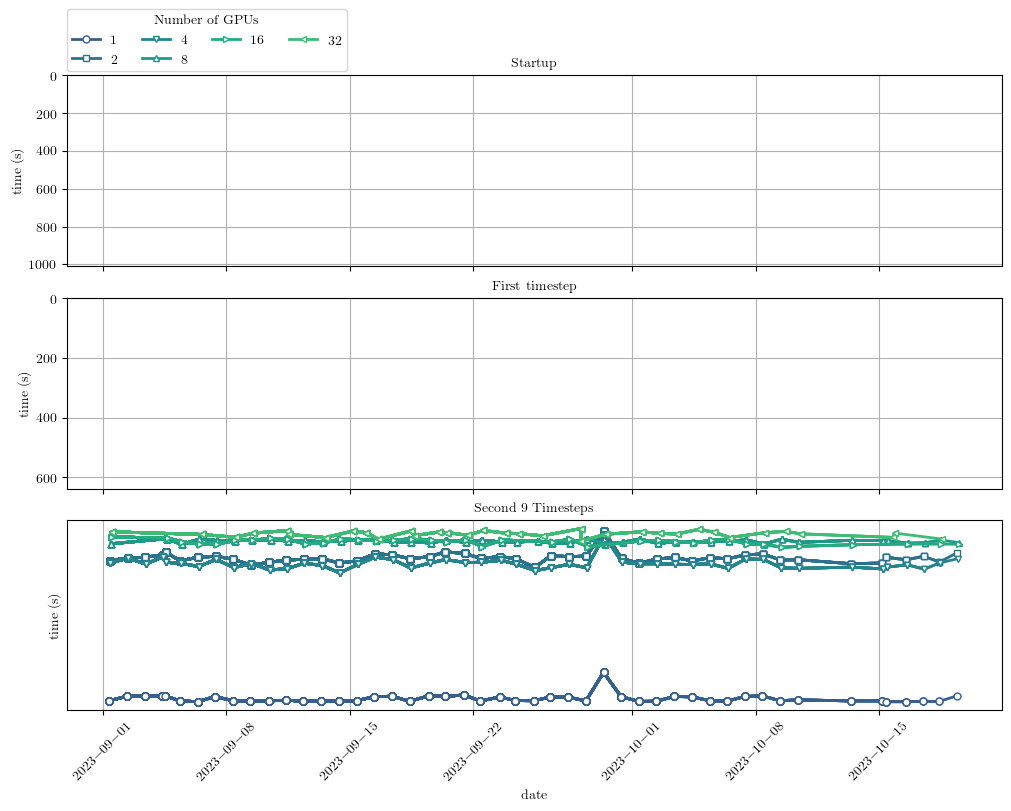 Number of GPUs
1 4 16 32
2 8
Startup
0
200
400
600
800
1000
time (s)
First timestep
0
200
400
600
time (s)
Second 9 Timesteps
time (s)
2023−09−01 2023−09−08 2023−09−15 2023−09−22 2023−10−01 2023−10−08 2023−10−15
date